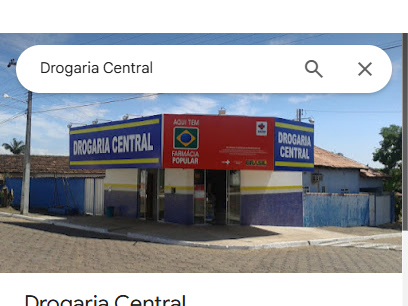 Drogaria Central
DROGARIA CENTRAL
AQUI TEM
FARMÁCIA
POPULAR
DROGARIA
CENTRAL
Drogaria Central